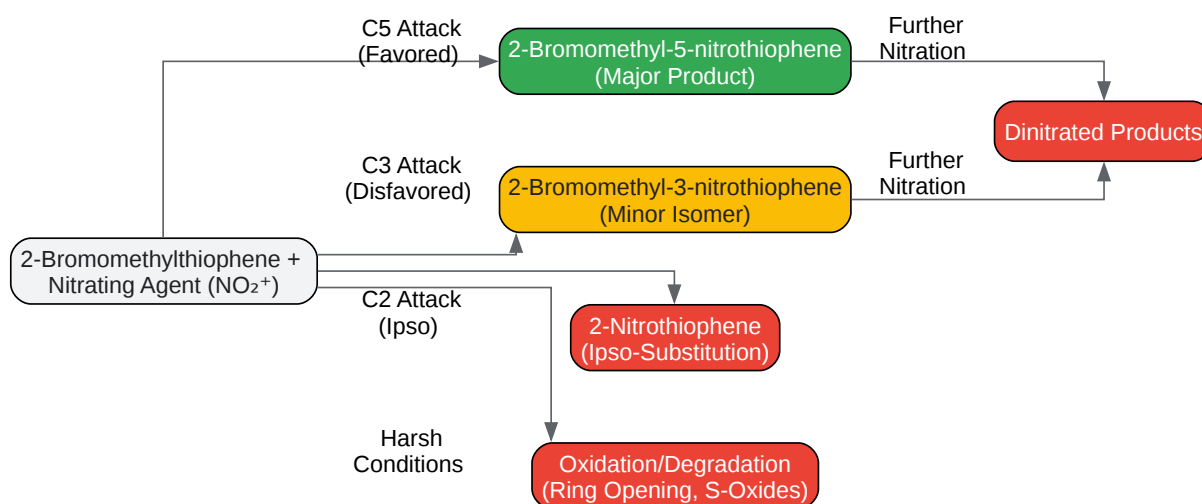 C5 Attack
(Favored)
2-Bromomethyl-5-nitrothiophene
(Major Product)
Further
Nitration
Dinitrated Products
C3 Attack
(Disfavored)
2-Bromomethyl-3-nitrothiophene
(Minor Isomer)
Further
Nitration
2-Bromomethylthiophene +
Nitrating Agent (NO₂⁺)
C2 Attack
(Ipso)
2-Nitrothiophene
(Ipso-Substitution)
Harsh
Conditions
Oxidation/Degradation
(Ring Opening, S-Oxides)